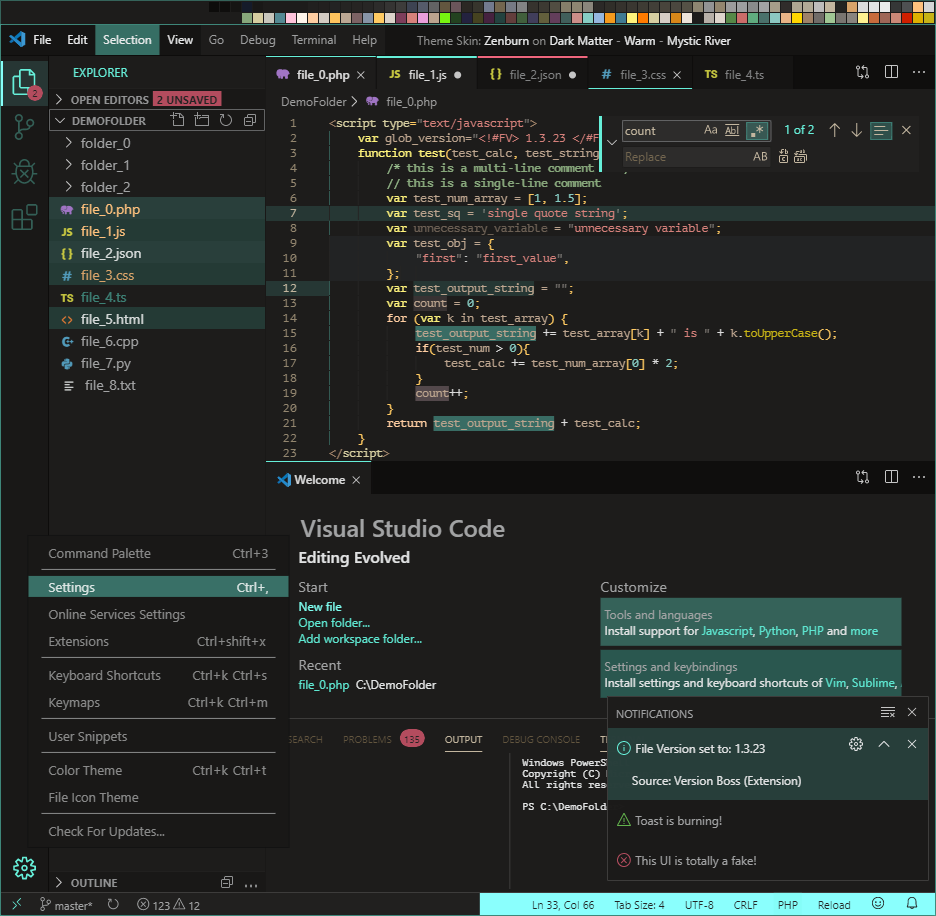 File Edit Selection View Go Debug Terminal Help Theme Skin: Zenburn on Dark Matter - Warm - Mystic River
2
EXPLORER
OPEN EDITORS 2 UNSAVED
DEMOFOLDER
folder_0
folder_1
folder_2
file_0.php
JS file_1.js
{} file_2.json
# file_3.css
TS file_4.ts
<> file_5.html
file_6.cpp
file_7.py
file_8.txt
file_0.php JS file_1.js {} file_2.json # file_3.css TS file_4.ts
DemoFolder file_0.php
1 <script type="text/javascript">
2 var glob_version="<!#FV> 1.3.23 </#F
3 function test(test_calc, test_string
4 /* this is a multi-line comment
5 // this is a single-line comment
6 var test_num_array = [1, 1.5];
7 var test_sq = 'single quote string';
8 var unnecessary_variable = "unnecessary variable";
9 var test_obj = {
10 "first": "first_value",
11 };
12 var test_output_string = "";
13 var count = 0;
14 for (var k in test_array) {
15 test_output_string += test_array[k] + " is " + k.toUpperCase();
16 if(test_num > 0){
17 test_calc += test_num_array[0] * 2;
18 }
19 count++;
20 }
21 return test_output_string + test_calc;
22 }
23 </script>
count Aa Abl .* 1 of 2
Replace AB
Welcome
Visual Studio Code
Editing Evolved
Start
New file
Open folder...
Add workspace folder...
Recent
file_0.php C:\DemoFolder
Customize
Tools and languages
Install support for Javascript, Python, PHP and more
Settings and keybindings
Install settings and keyboard shortcuts of Vim, Sublime,
Command Palette Ctrl+3
Settings Ctrl+,
Online Services Settings
Extensions Ctrl+shift+x
Keyboard Shortcuts Ctrl+k Ctrl+s
Keymaps Ctrl+k Ctrl+m
User Snippets
Color Theme Ctrl+k Ctrl+t
File Icon Theme
Check For Updates...
SEARCH PROBLEMS 135 OUTPUT DEBUG CONSOLE T
Windows PowerS
Copyright (C)
All rights rese
PS C:\DemoFold
NOTIFICATIONS
File Version set to: 1.3.23
Source: Version Boss (Extension)
Toast is burning!
This UI is totally a fake!
OUTLINE
master* 123 12 Ln 33, Col 66 Tab Size: 4 UTF-8 CRLF PHP Reload